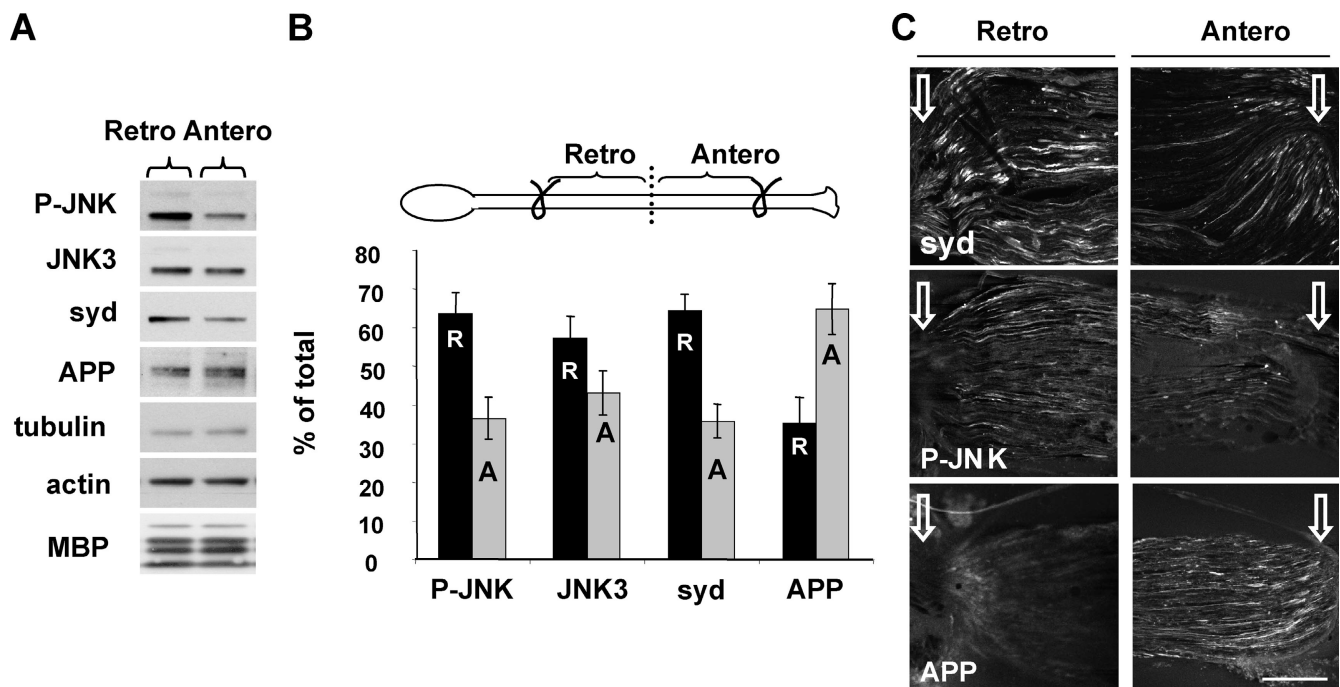 A
Retro Antero
P-JNK
JNK3
syd
APP
tubulin
actin
MBP
B
Retro Antero
% of total
80
70
60
50
40
30
20
10
0
R
A
R
A
R
A
R
A
P-JNK JNK3 syd APP
C
Retro Antero
syd
P-JNK
APP